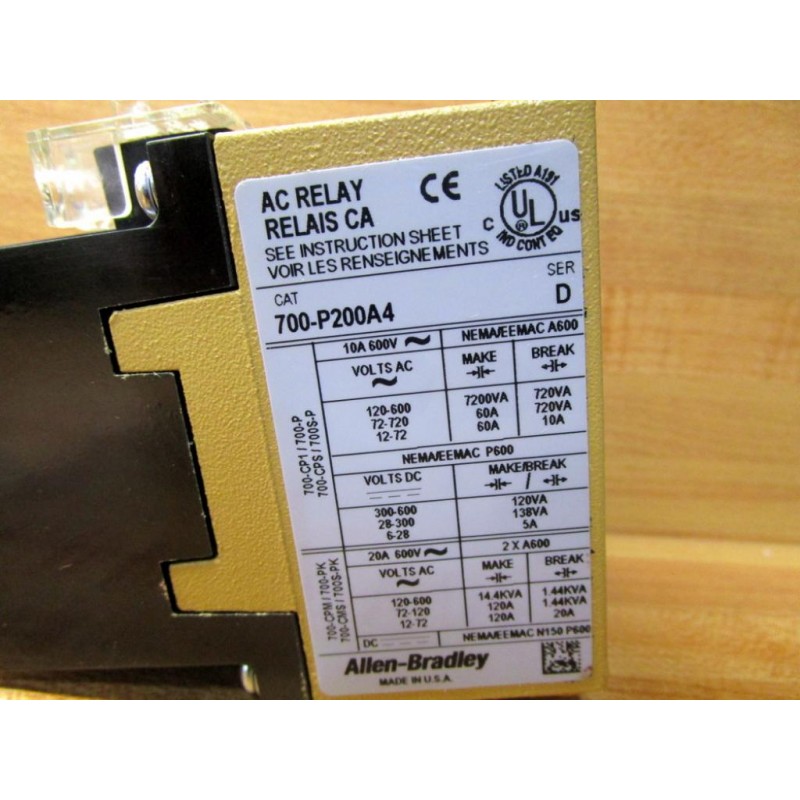 AC RELAY
RELAIS CA
SEE INSTRUCTION SHEET
VOIR LES RENSEIGNEMENTS
CE
LISTED A191
C UL ® US
IND CONT EQ
CAT
700-P200A4
SER
D
700-CP1 / 700-P
700-CPS / 700S-P
10A 600V NEMA/EEMAC A600
VOLTS AC MAKE BREAK
120-600 7200VA 720VA
72-720 60A 720VA
12-72 60A 10A
NEMA/EEMAC P600
VOLTS DC MAKE/BREAK
/
300-600 120VA
28-300 138VA
6-28 5A
700-CPM / 700-PK
700-CMS / 700S-PK
20A 600V 2 X A600
VOLTS AC MAKE BREAK
120-600 14.4KVA 1.44KVA
72-120 120A 1.44KVA
12-72 120A 20A
DC NEMA/EEMAC N150 P600
Allen-Bradley
MADE IN U.S.A.